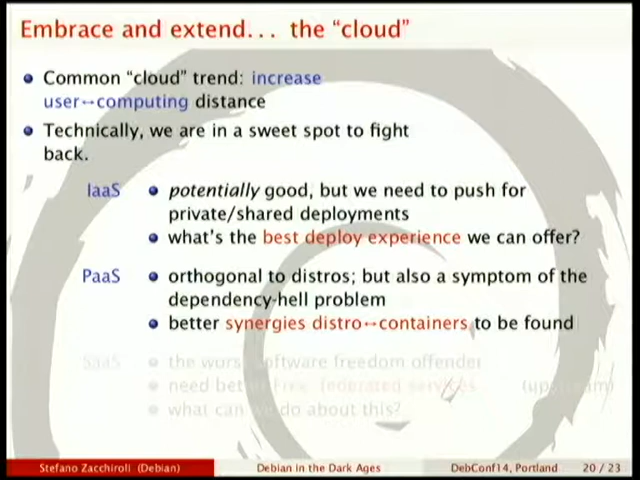 Embrace and extend... the “cloud”
Common “cloud” trend: increase
user↔computing distance
Technically, we are in a sweet spot to fight
back.
IaaS
potentially good, but we need to push for
private/shared deployments
what's the best deploy experience we can offer?
PaaS
orthogonal to distros; but also a symptom of the
dependency-hell problem
better synergies distro↔containers to be found
SaaS
the worst software freedom offender
need better Free, federated services (upstream)
what can we do about this?
Stefano Zacchiroli (Debian) Debian in the Dark Ages DebConf14, Portland 20 / 23